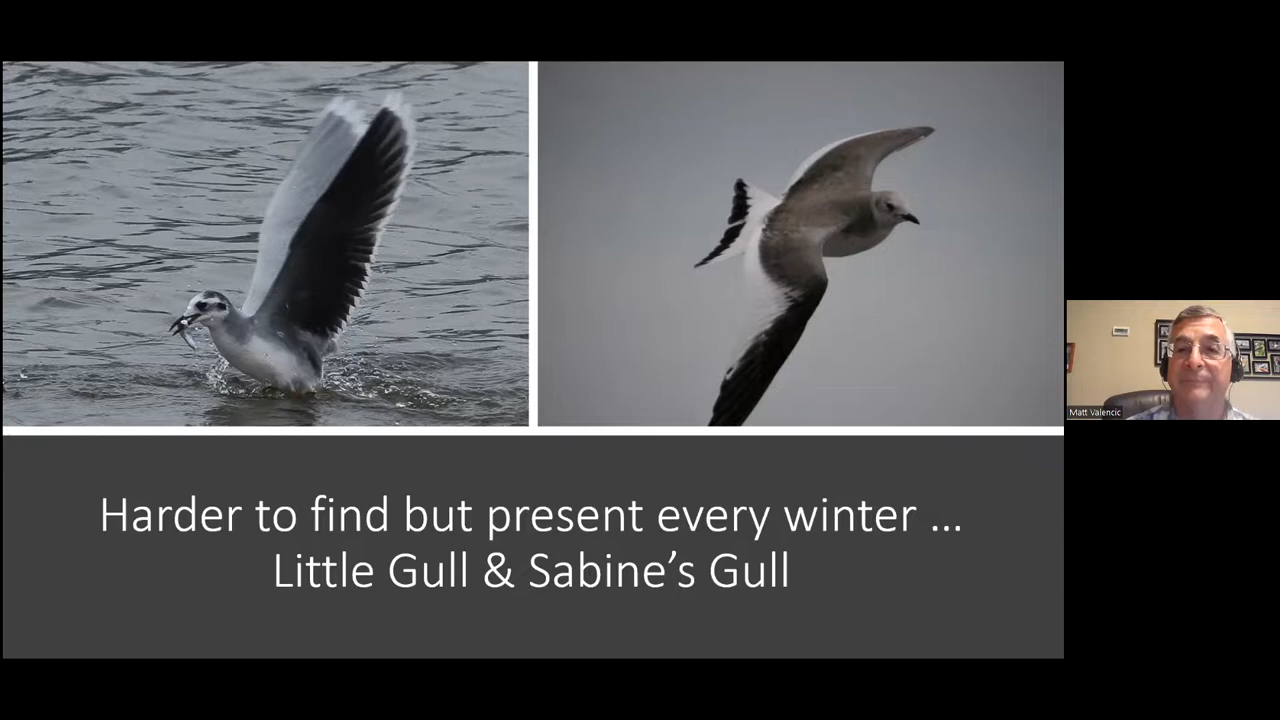 Harder to find but present every winter ...
Little Gull & Sabine’s Gull
Matt Valencic